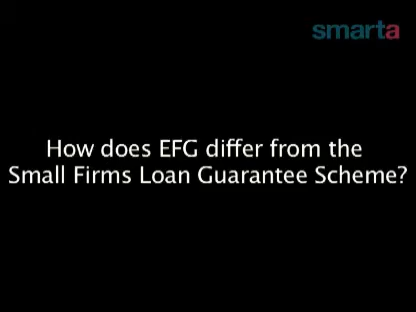 smarta
How does EFG differ from the
Small Firms Loan Guarantee Scheme?